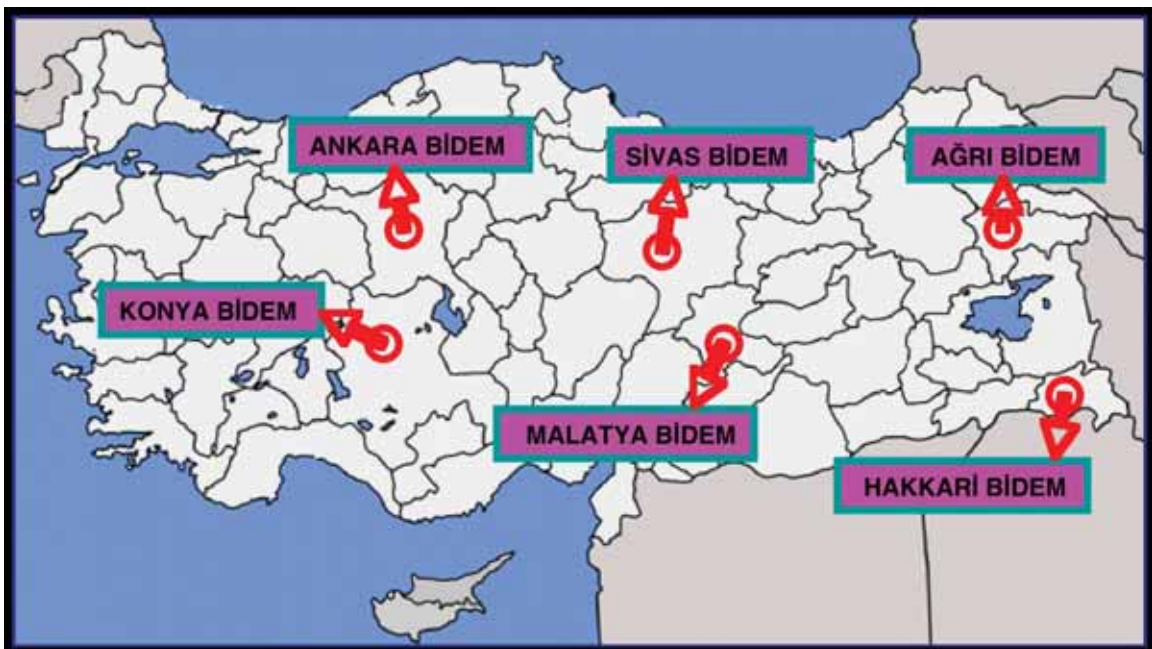 ANKARA BİDEM
SİVAS BİDEM
AĞRI BİDEM
KONYA BİDEM
MALATYA BİDEM
HAKKARİ BİDEM